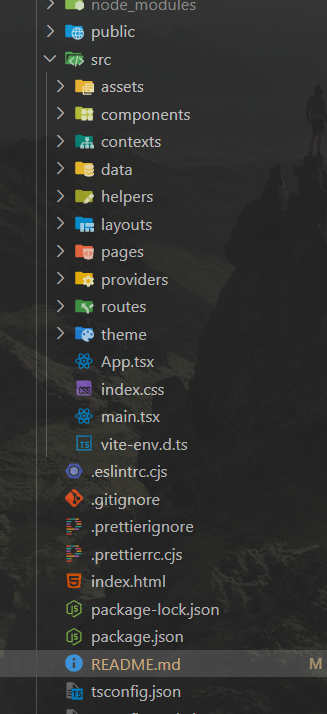 node_modules
public
src
assets
components
contexts
data
helpers
layouts
pages
providers
routes
theme
App.tsx
index.css
main.tsx
vite-env.d.ts
.eslintrc.cjs
.gitignore
.prettierignore
.prettierrc.cjs
index.html
package-lock.json
package.json
README.md M
tsconfig.json